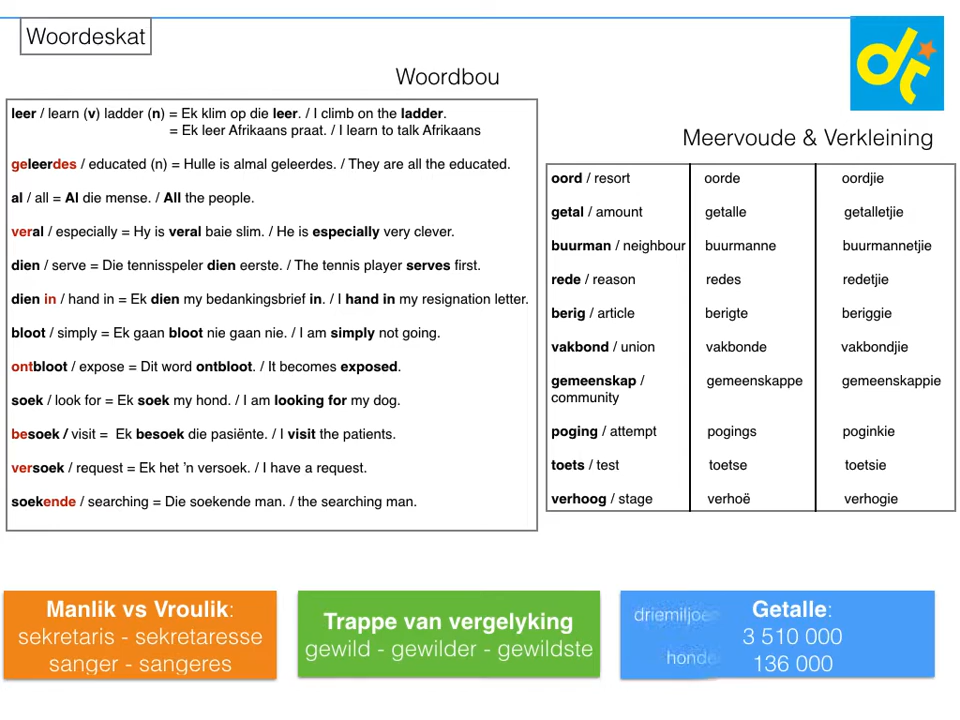 Woordeskat
Woordbou
leer / learn (v) ladder (n) = Ek klim op die leer. / I climb on the ladder.
= Ek leer Afrikaans praat. / I learn to talk Afrikaans
geleerdes / educated (n) = Hulle is almal geleerdes. / They are all the educated.
al / all = Al die mense. / All the people.
veral / especially = Hy is veral baie slim. / He is especially very clever.
dien / serve = Die tennisspeler dien eerste. / The tennis player serves first.
dien in / hand in = Ek dien my bedankingsbrief in. / I hand in my resignation letter.
bloot / simply = Ek gaan bloot nie gaan nie. / I am simply not going.
ontbloot / expose = Dit word ontbloot. / It becomes exposed.
soek / look for = Ek soek my hond. / I am looking for my dog.
besoek / visit = Ek besoek die pasiënte. / I visit the patients.
versoek / request = Ek het 'n versoek. / I have a request.
soekende / searching = Die soekende man. / the searching man.
dt
Meervoude & Verkleining
oord / resort oorde oordjie
getal / amount getalle getalletjie
buurman / neighbour buurmanne buurmannetjie
rede / reason redes redetjie
berig / article berigte beriggie
vakbond / union vakbonde vakbondjie
gemeenskap / gemeenskappe gemeenskappie
community
poging / attempt pogings poginkie
toets / test toetse toetsie
verhoog / stage verhoë verhogie
Manlik vs Vroulik:
sekretaris - sekretaresse
sanger - sangeres
Trappe van vergelyking
gewild - gewilder - gewildste
Getalle:
driemiljoe
3 510 000
honde
136 000